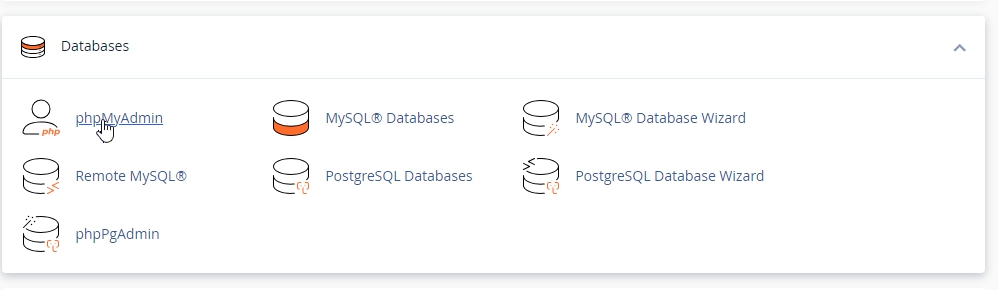 Databases
phpMyAdmin
MySQL® Databases
MySQL® Database Wizard
php
Remote MySQL®
PostgreSQL Databases
PostgreSQL Database Wizard
phpPgAdmin